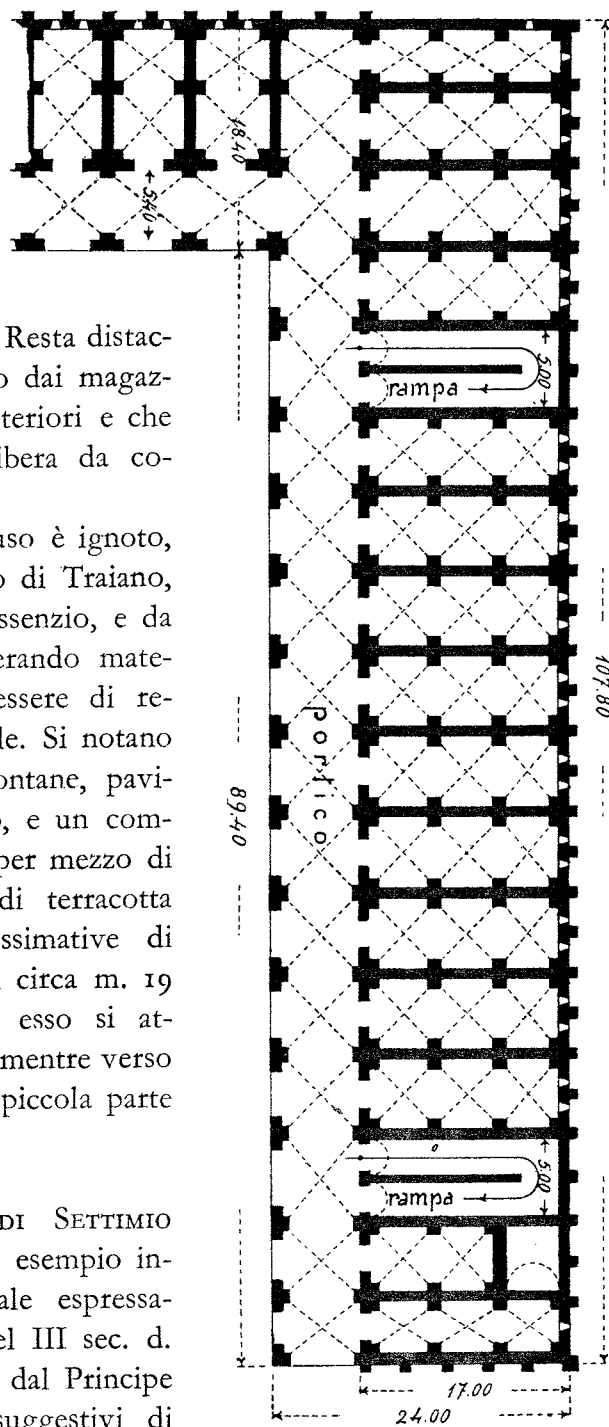 18.40
5.40
Resta distac-
o dai magaz-
teriori e che
ibera da co-
aso è ignoto,
o di Traiano,
ssenzio, e da
erando mate-
essere di re-
le. Si notano
ontane, pavi-
o, e un com-
per mezzo di
di terracotta
ssimative di
circa m. 19
esso si at-
mentre verso
piccola parte
DI SETTIMIO
esempio in-
ale espressa-
el III sec. d.
dal Principe
suggestivi di
rampa
5.00
portico
89.40
107.80
rampa
5.00
17.00
24.00